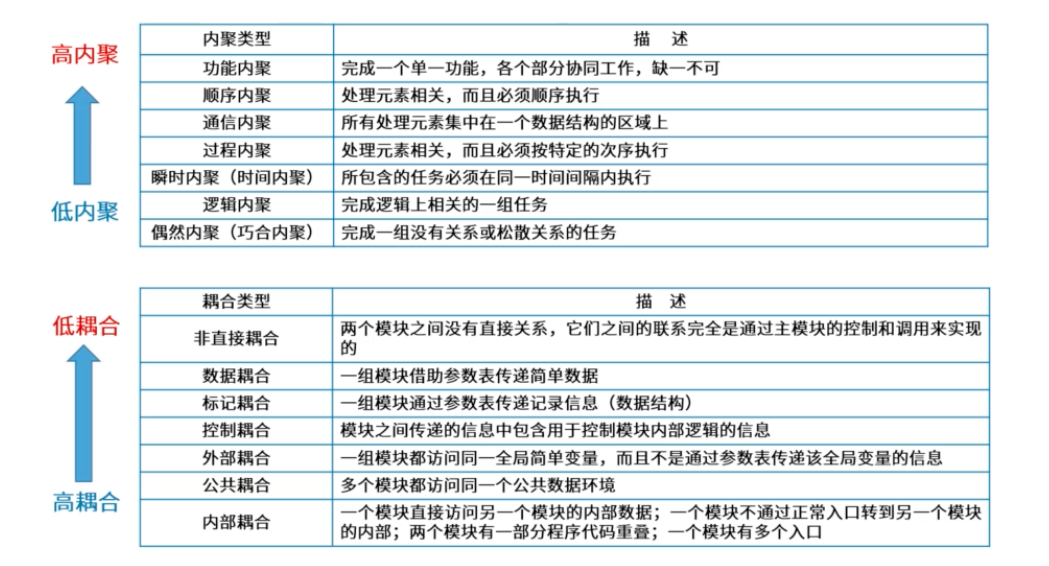 高内聚
低内聚
内聚类型 描 述
功能内聚 完成一个单一功能，各个部分协同工作，缺一不可
顺序内聚 处理元素相关，而且必须顺序执行
通信内聚 所有处理元素集中在一个数据结构的区域上
过程内聚 处理元素相关，而且必须按特定的次序执行
瞬时内聚（时间内聚） 所包含的任务必须在同一时间间隔内执行
逻辑内聚 完成逻辑上相关的一组任务
偶然内聚（巧合内聚） 完成一组没有关系或松散关系的任务
低耦合
高耦合
耦合类型 描 述
非直接耦合 两个模块之间没有直接关系，它们之间的联系完全是通过主模块的控制和调用来实现
的
数据耦合 一组模块借助参数表传递简单数据
标记耦合 一组模块通过参数表传递记录信息（数据结构）
控制耦合 模块之间传递的信息中包含用于控制模块内部逻辑的信息
外部耦合 一组模块都访问同一全局简单变量，而且不是通过参数表传递该全局变量的信息
公共耦合 多个模块都访问同一个公共数据环境
内部耦合 一个模块直接访问另一个模块的内部数据；一个模块不通过正常入口转到另一个模块
的内部；两个模块有一部分程序代码重叠；一个模块有多个入口